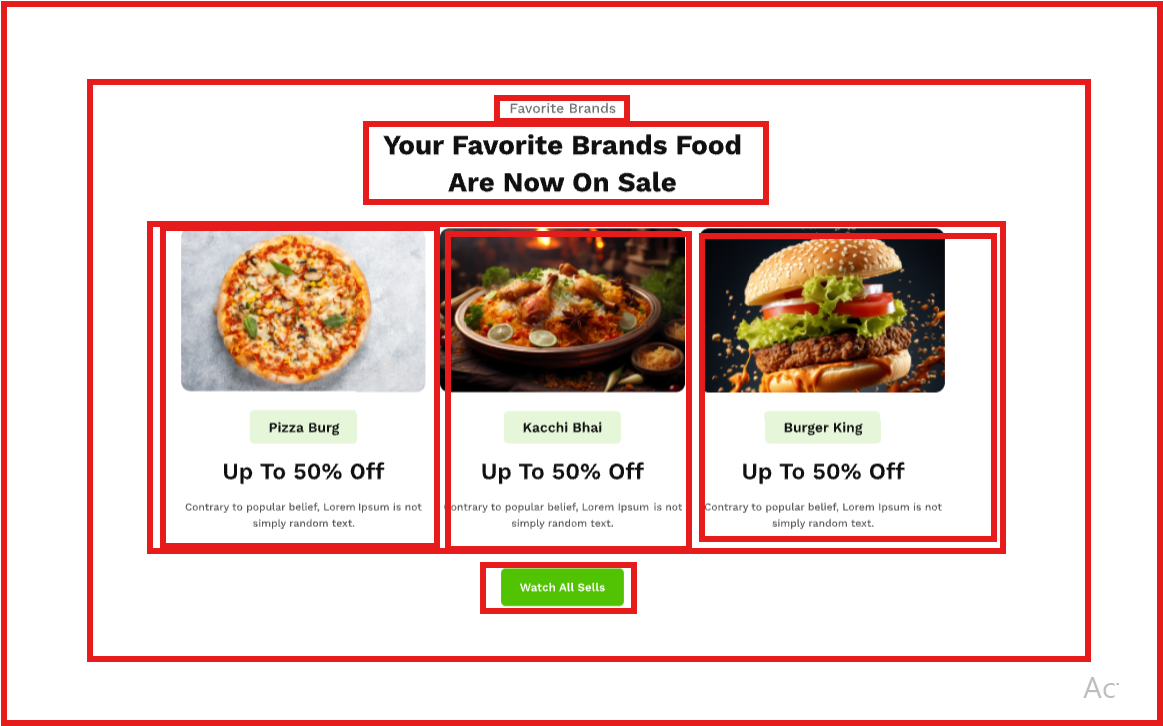 Favorite Brands
Your Favorite Brands Food
Are Now On Sale
Pizza Burg
Kacchi Bhai
Burger King
Up To 50% Off
Up To 50% Off
Up To 50% Off
Contrary to popular belief, Lorem Ipsum is not
simply random text.
Contrary to popular belief, Lorem Ipsum is not
simply random text.
Contrary to popular belief, Lorem Ipsum is not
simply random text.
Watch All Sells
Ac